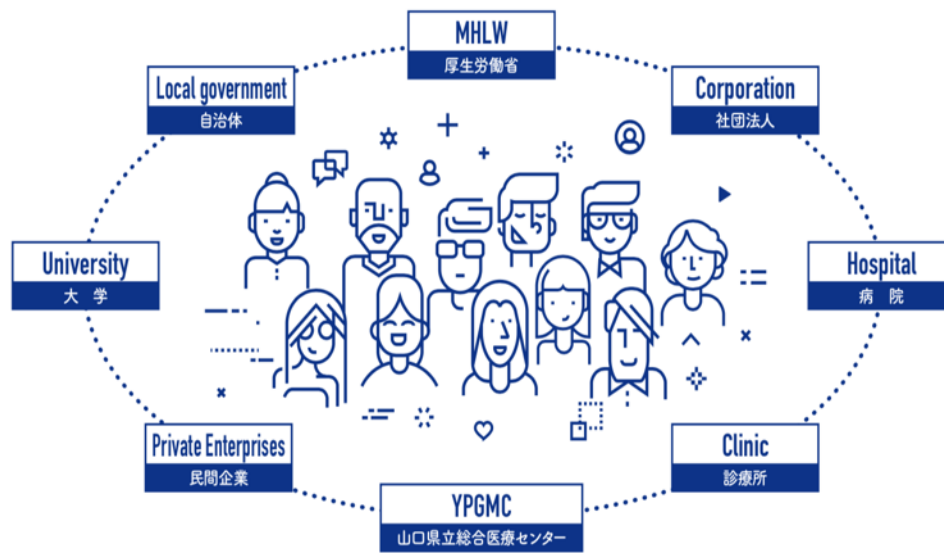 MHLW
厚生労働省
Local government
自治体
Corporation
社団法人
University
大 学
Hospital
病 院
Private Enterprises
民間企業
Clinic
診療所
YPGMC
山口県立総合医療センター